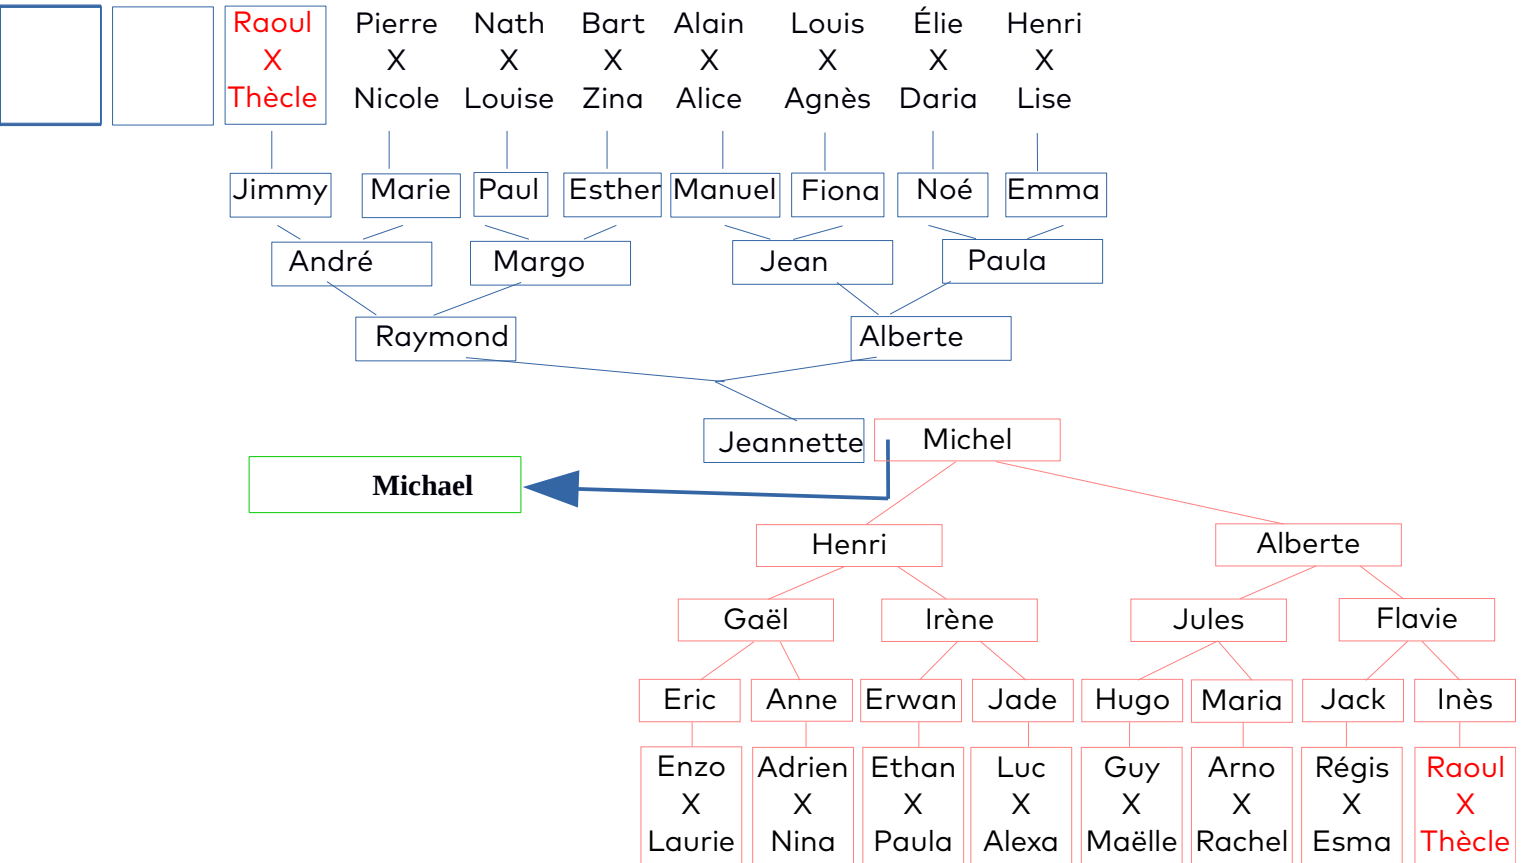 Raoul Pierre Nath Bart Alain Louis Élie Henri
X X X X X X X X
Thècle Nicole Louise Zina Alice Agnès Daria Lise
Jimmy Marie Paul Esther Manuel Fiona Noé Emma
André Margo Jean Paula
Raymond Alberte
Jeannette Michel
Michael
Henri Alberte
Gaël Irène Jules Flavie
Eric Anne Erwan Jade Hugo Maria Jack Inès
Enzo Adrien Ethan Luc Guy Arno Régis Raoul
X X X X X X X X
Laurie Nina Paula Alexa Maëlle Rachel Esma Thècle